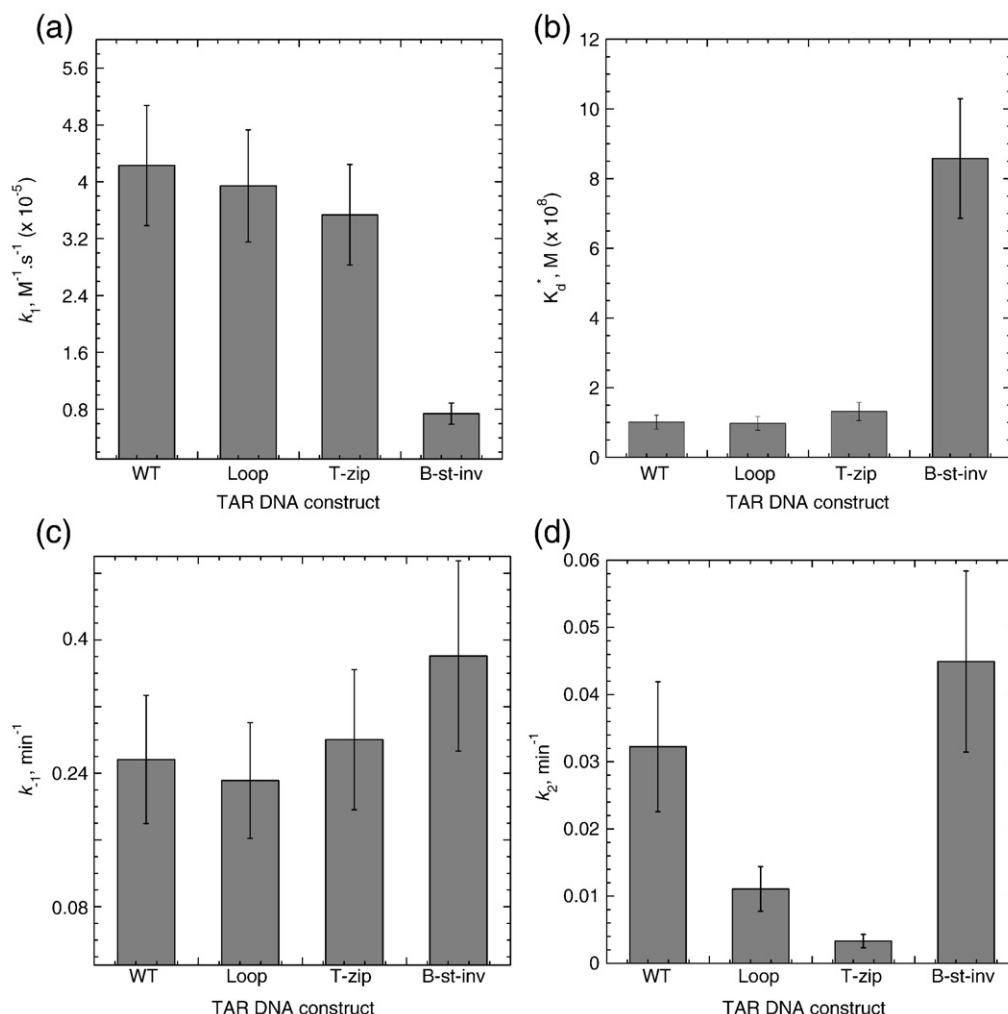 (a)
5.6
4.8
4
3.2
2.4
1.6
0.8
k₁, M⁻¹.s⁻¹ (x 10⁻⁵)
WT Loop T-zip B-st-inv
TAR DNA construct
(b)
12
10
8
6
4
2
0
K_d^*, M (x 10⁸)
WT Loop T-zip B-st-inv
TAR DNA construct
(c)
0.4
0.24
0.08
k₋₁, min⁻¹
WT Loop T-zip B-st-inv
TAR DNA construct
(d)
0.06
0.05
0.04
0.03
0.02
0.01
0
k₂, min⁻¹
WT Loop T-zip B-st-inv
TAR DNA construct